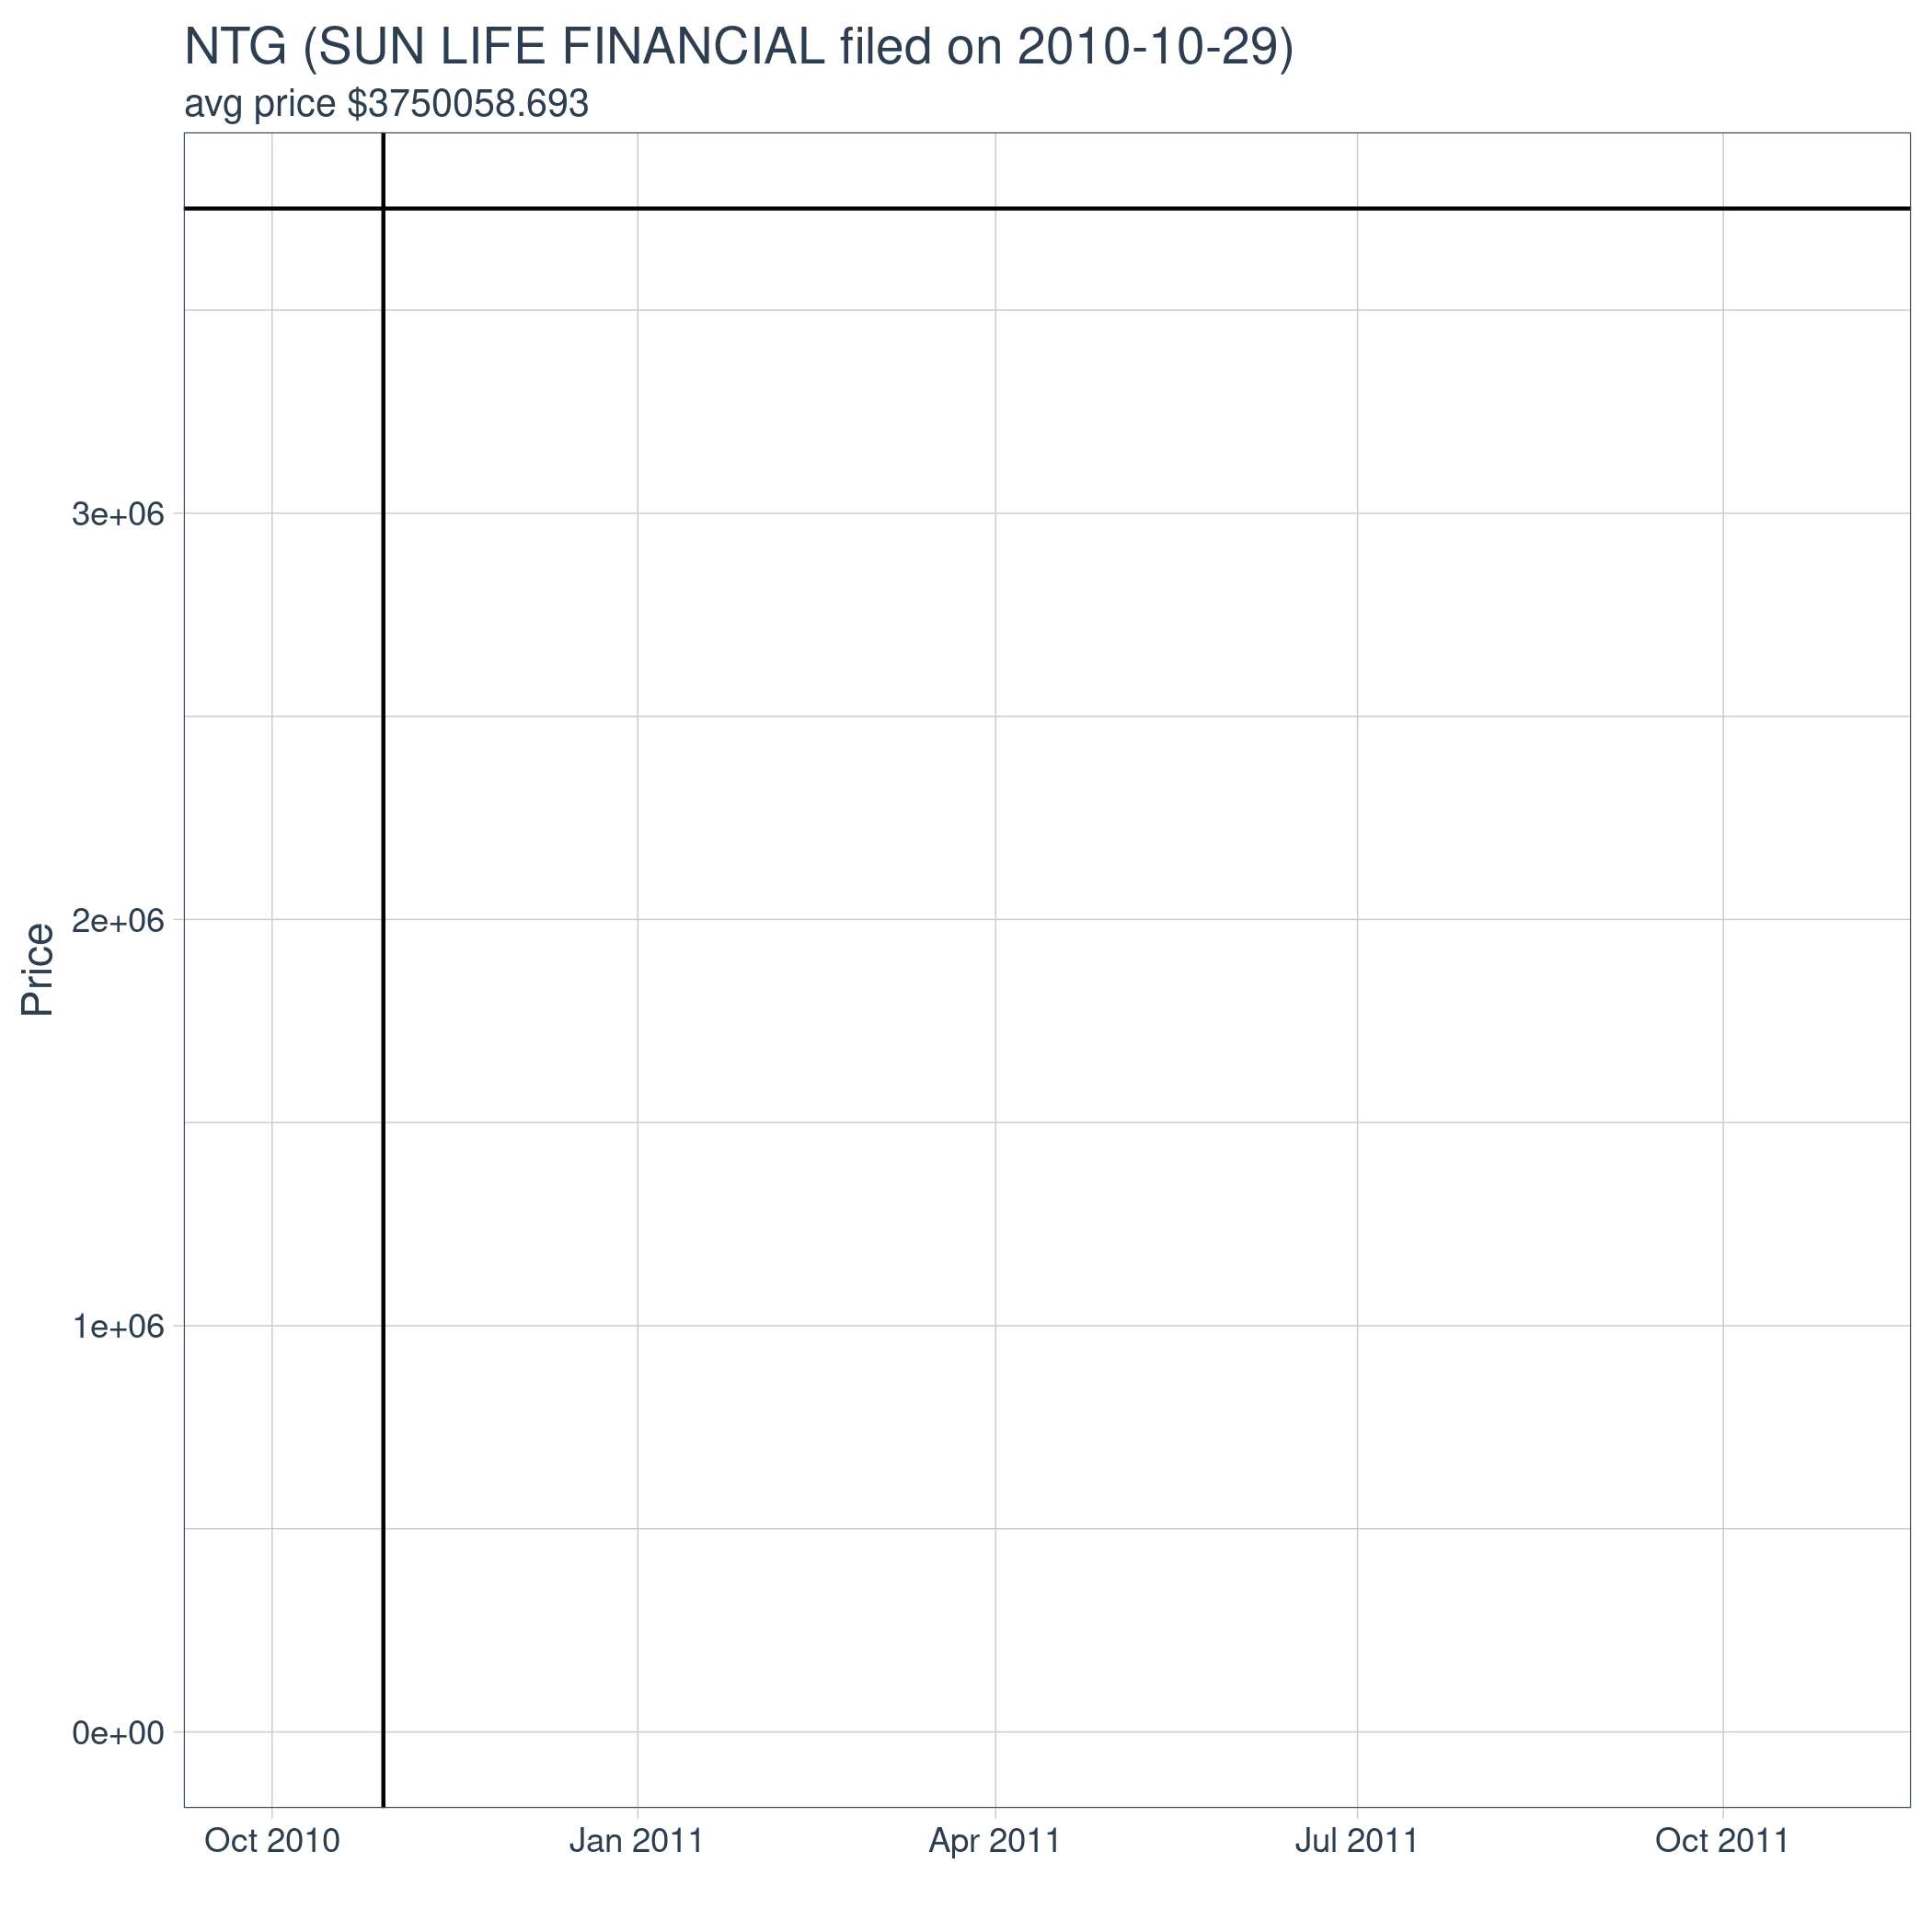 NTG (SUN LIFE FINANCIAL filed on 2010-10-29)
avg price $3750058.693
Price
3e+06
2e+06
1e+06
0e+00
Oct 2010 Jan 2011 Apr 2011 Jul 2011 Oct 2011